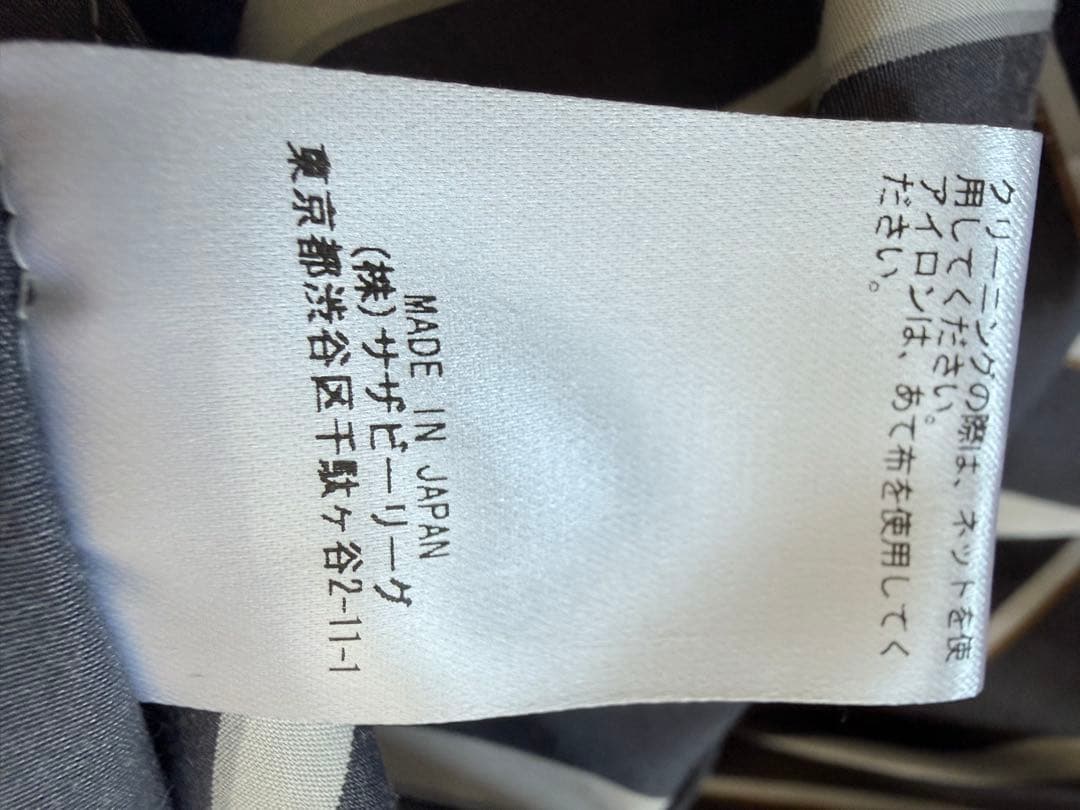 クリーニングの際は、ネットを使
用してください。
アイロンは、あて布を使用してく
ださい。
MADE IN JAPAN
(株)サザビーリーグ
東京都渋谷区千駄ヶ谷2-11-1